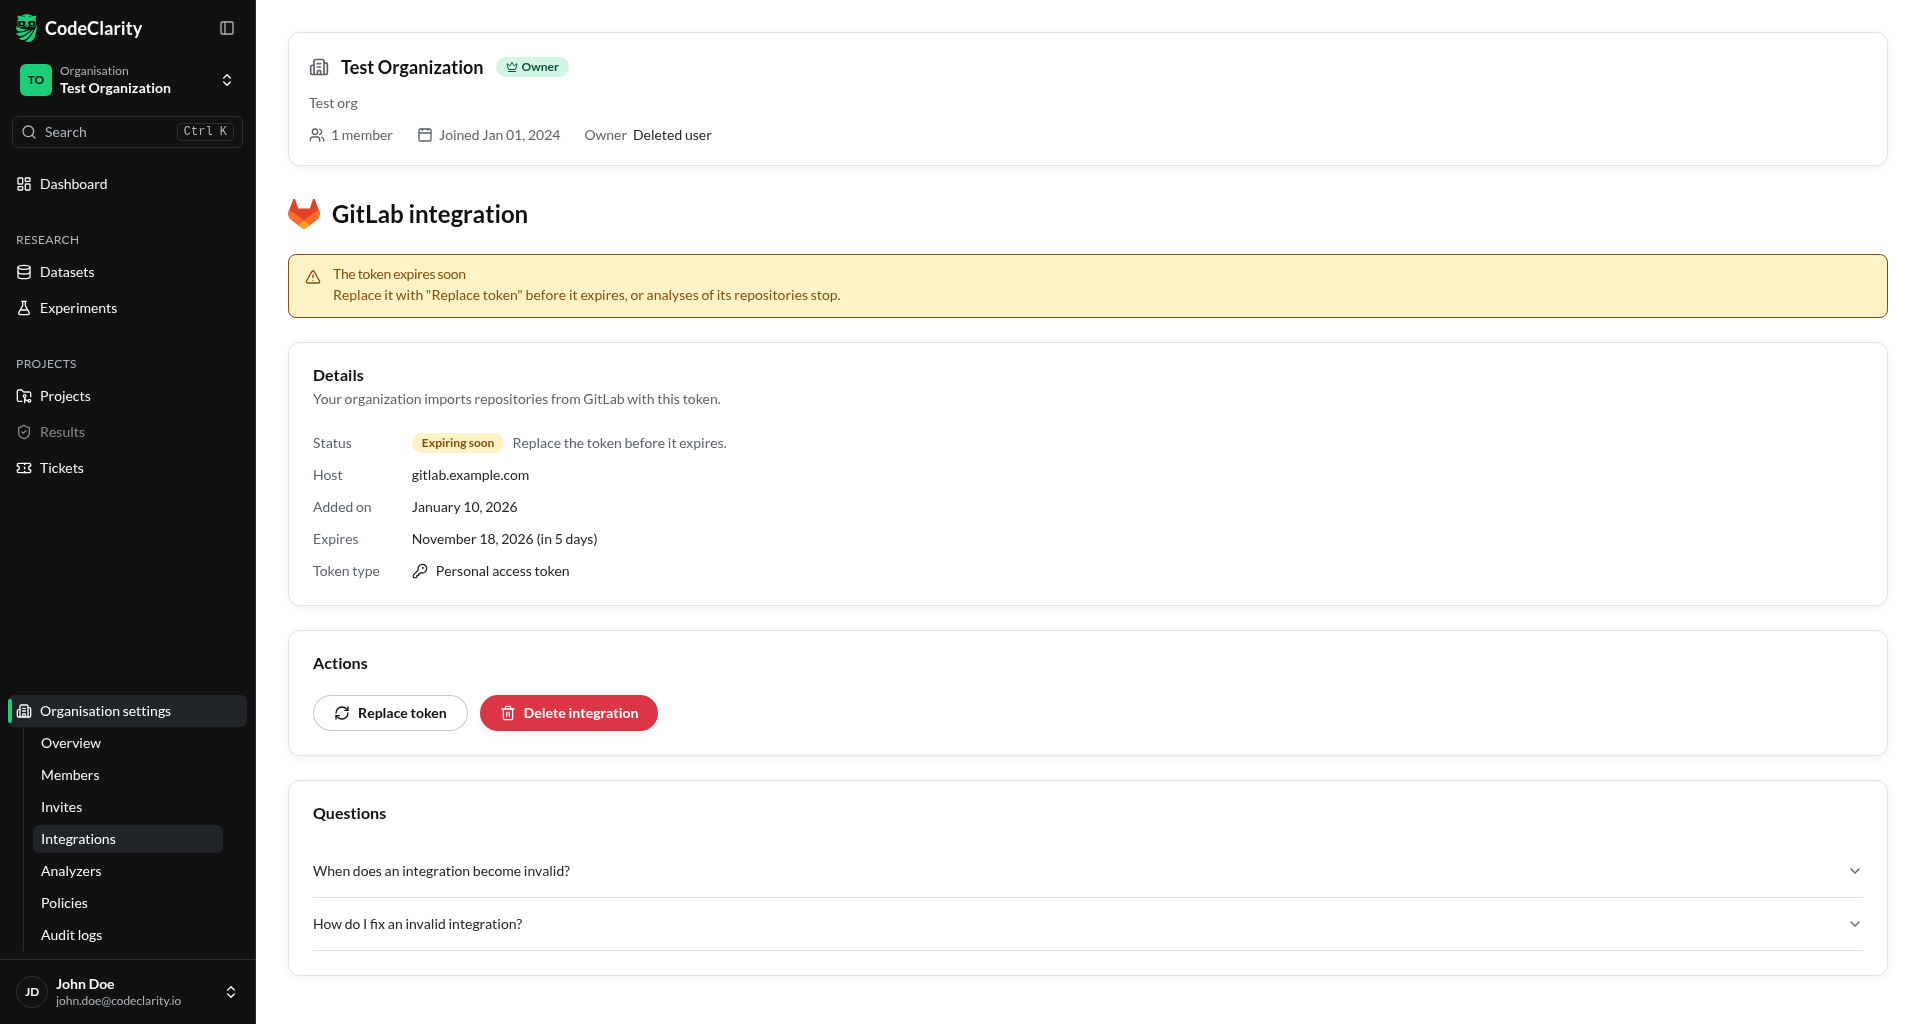 CodeClarity
TO
Organisation
Test Organization
Search
Ctrl K
Dashboard
RESEARCH
Datasets
Experiments
PROJECTS
Projects
Results
Tickets
Organisation settings
Overview
Members
Invites
Integrations
Analyzers
Policies
Audit logs
JD
John Doe
john.doe@codeclarity.io
Test Organization
Owner
Test org
1 member
Joined Jan 01, 2024
Owner Deleted user
GitLab integration
The token expires soon
Replace it with "Replace token" before it expires, or analyses of its repositories stop.
Details
Your organization imports repositories from GitLab with this token.
Status
Expiring soon
Replace the token before it expires.
Host
gitlab.example.com
Added on
January 10, 2026
Expires
November 18, 2026 (in 5 days)
Token type
Personal access token
Actions
Replace token
Delete integration
Questions
When does an integration become invalid?
How do I fix an invalid integration?